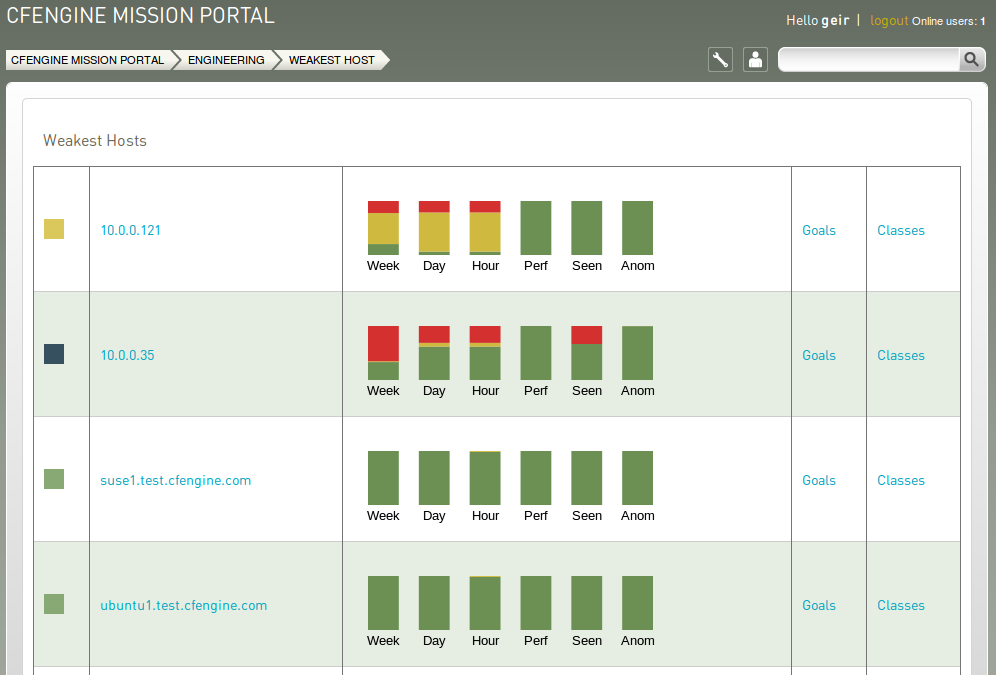 CFENGINE MISSION PORTAL
Hello geir | logout Online users: 1
CFENGINE MISSION PORTAL ENGINEERING WEAKEST HOST
Weakest Hosts
10.0.0.121
Week Day Hour Perf Seen Anom
Goals Classes
10.0.0.35
Week Day Hour Perf Seen Anom
Goals Classes
suse1.test.cfengine.com
Week Day Hour Perf Seen Anom
Goals Classes
ubuntu1.test.cfengine.com
Week Day Hour Perf Seen Anom
Goals Classes